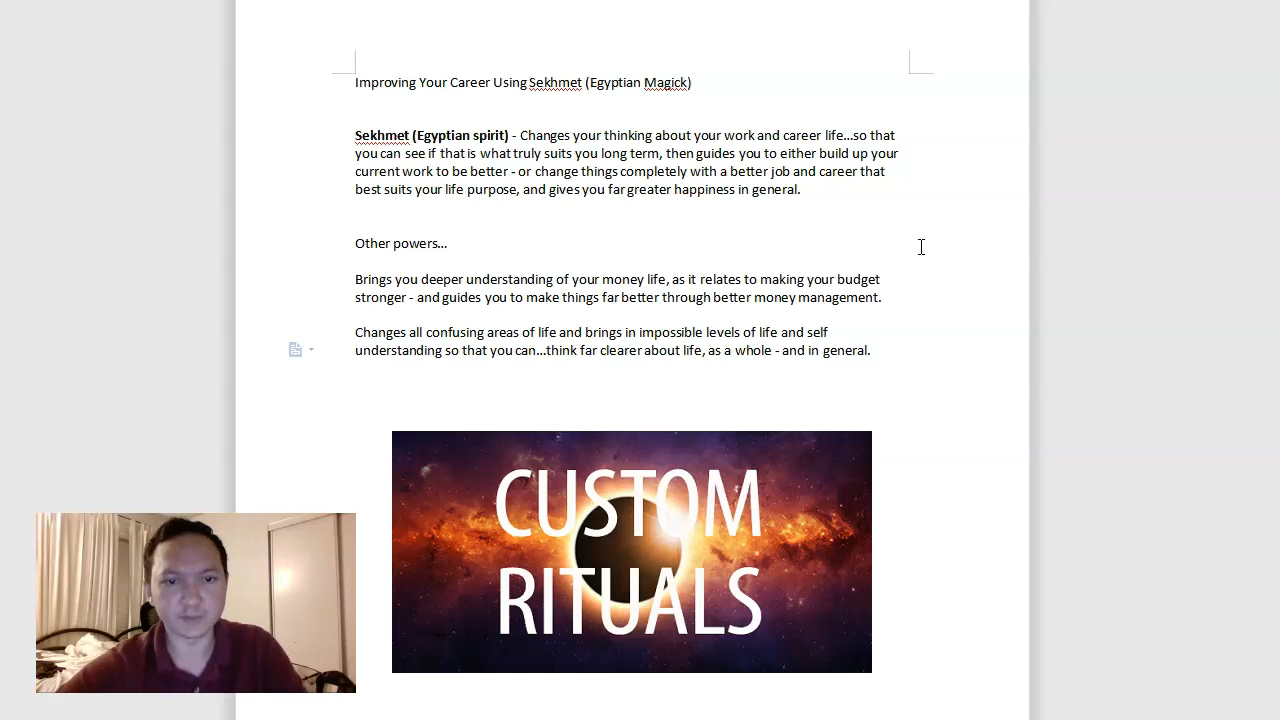 Improving Your Career Using Sekhmet (Egyptian Magick)
Sekhmet (Egyptian spirit) - Changes your thinking about your work and career life...so that
you can see if that is what truly suits you long term, then guides you to either build up your
current work to be better - or change things completely with a better job and career that
best suits your life purpose, and gives you far greater happiness in general.
Other powers...
Brings you deeper understanding of your money life, as it relates to making your budget
stronger - and guides you to make things far better through better money management.
Changes all confusing areas of life and brings in impossible levels of life and self
understanding so that you can...think far clearer about life, as a whole - and in general.
CUSTOM
RITUALS